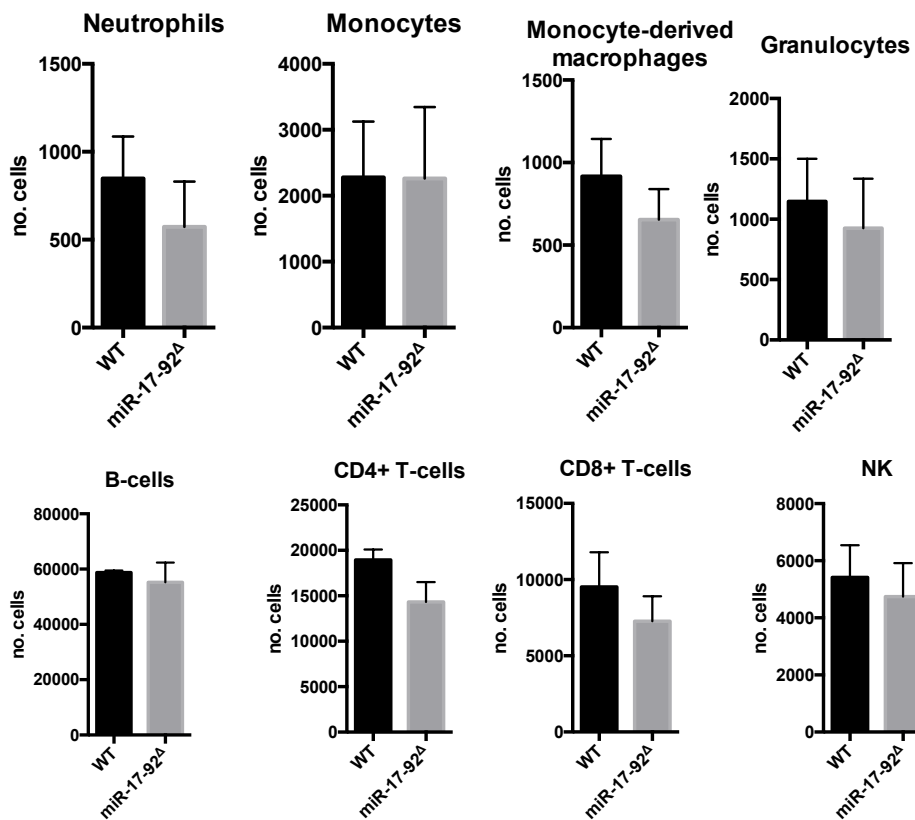 Neutrophils
1500
1000
500
0
no. cells
WT
miR-17-92Δ
Monocytes
4000
3000
2000
1000
0
no. cells
WT
miR-17-92Δ
Monocyte-derived
macrophages
1500
1000
500
0
no. cells
WT
miR-17-92Δ
Granulocytes
2000
1500
1000
500
0
no. cells
WT
miR-17-92Δ
B-cells
80000
60000
40000
20000
0
no. cells
WT
miR-17-92Δ
CD4+ T-cells
25000
20000
15000
10000
5000
0
no. cells
WT
miR-17-92Δ
CD8+ T-cells
15000
10000
5000
0
no. cells
WT
miR-17-92Δ
NK
8000
6000
4000
2000
0
no. cells
WT
miR-17-92Δ